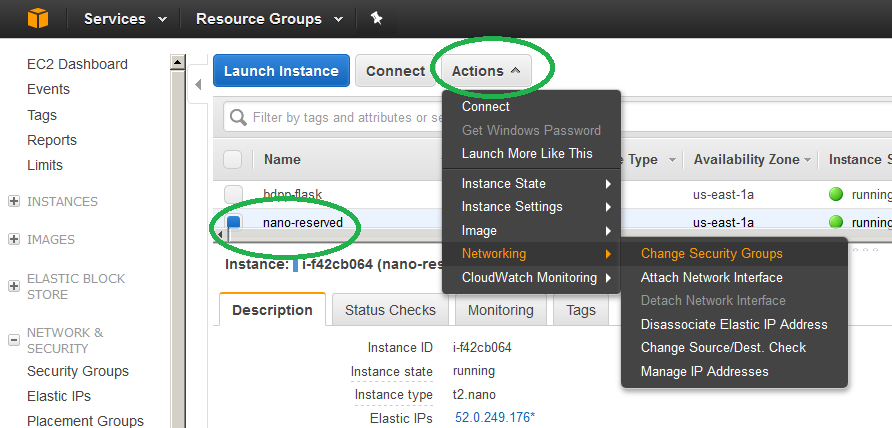 Services Resource Groups
EC2 Dashboard
Events
Tags
Reports
Limits
INSTANCES
IMAGES
ELASTIC BLOCK
STORE
NETWORK &
SECURITY
Security Groups
Elastic IPs
Placement Groups
Launch Instance Connect Actions
Filter by tags and attributes or se
Name Type Availability Zone Instance S
bdpp-flask us-east-1a running
nano-reserved us-east-1a running
Connect
Get Windows Password
Launch More Like This
Instance State
Instance Settings
Image
Networking
CloudWatch Monitoring
Change Security Groups
Attach Network Interface
Detach Network Interface
Disassociate Elastic IP Address
Change Source/Dest. Check
Manage IP Addresses
Instance: i-f42cb064 (nano-res
Description Status Checks Monitoring Tags
Instance ID i-f42cb064
Instance state running
Instance type t2.nano
Elastic IPs 52.0.249.176*